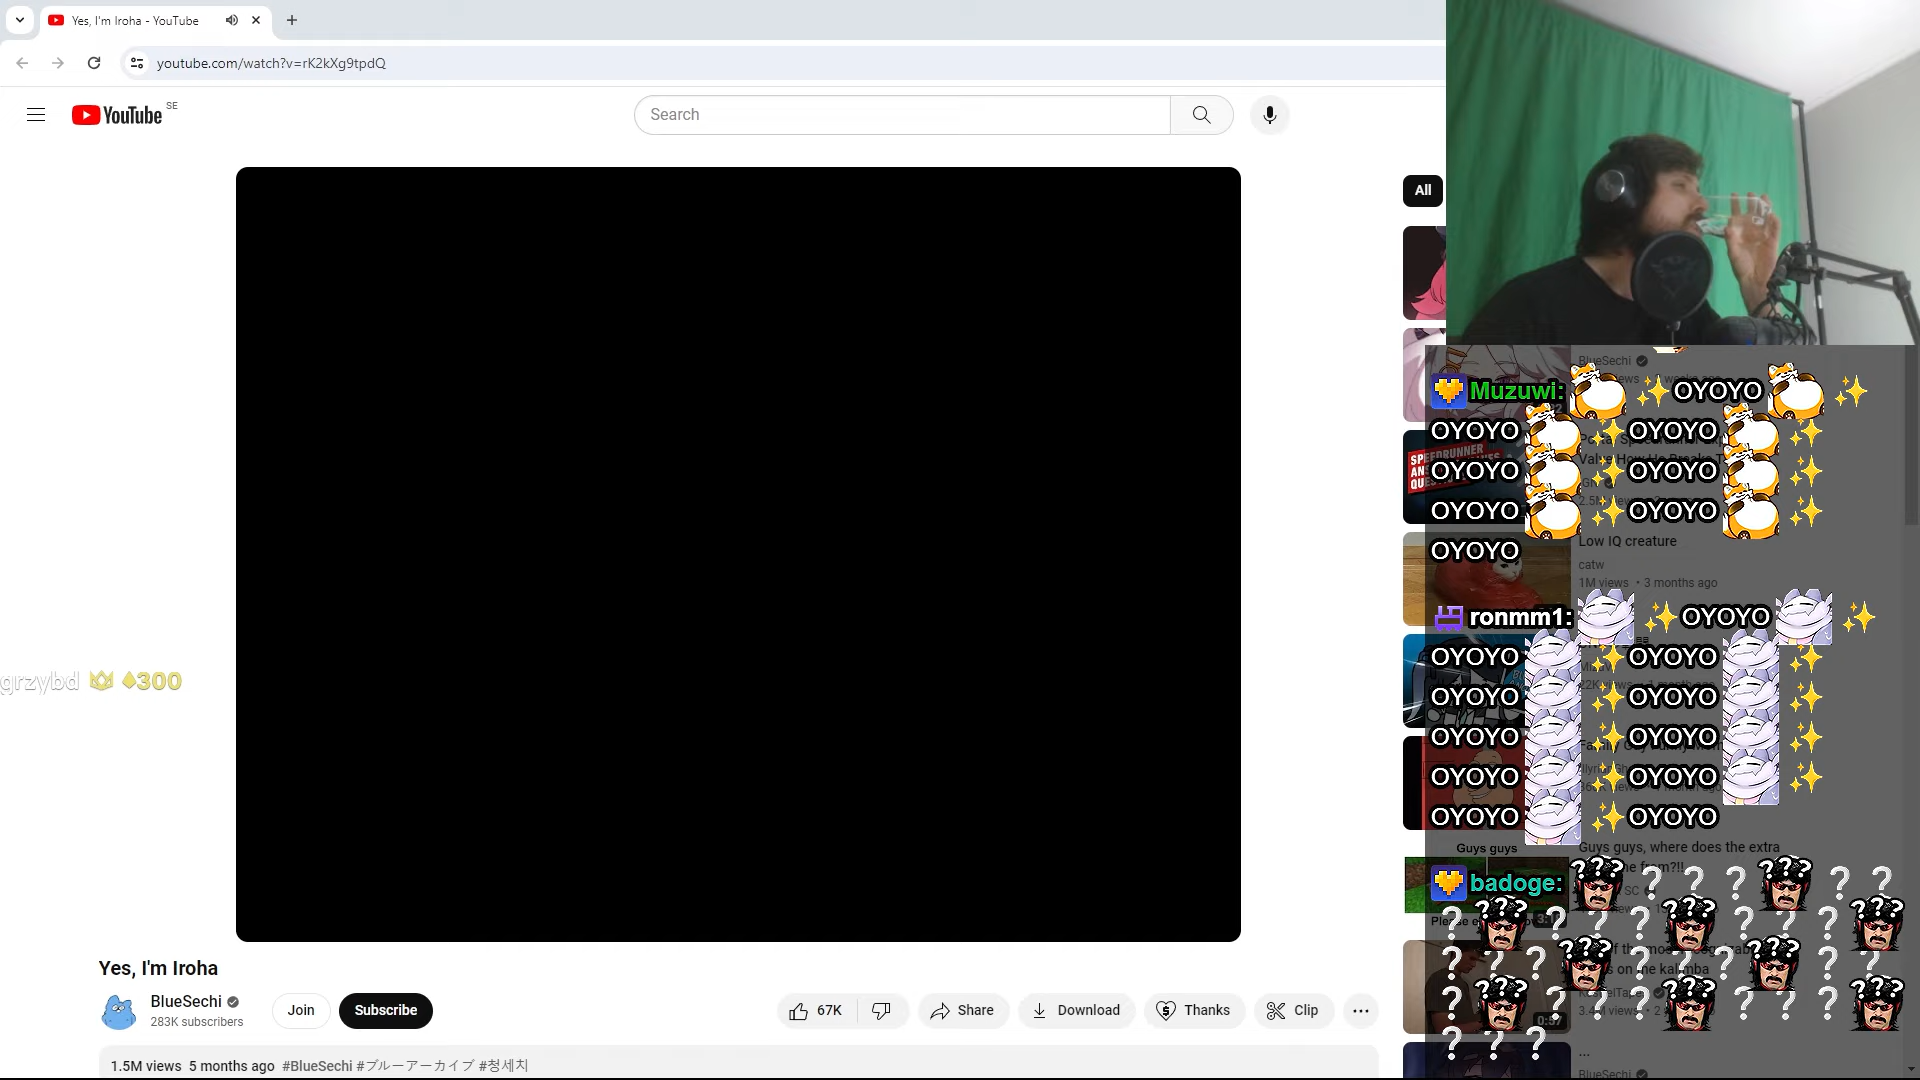 Yes, I'm Iroha - YouTube
youtube.com/watch?v=rK2kXg9tpdQ
YouTube SE
Search
All
BlueSechi
Muzuwi: OYOYO
OYOYO OYOYO
OYOYO OYOYO
OYOYO OYOYO
OYOYO
Low IQ creature
catw
1M views • 3 months ago
ronmm1: OYOYO
OYOYO OYOYO
OYOYO OYOYO
OYOYO OYOYO
OYOYO OYOYO
OYOYO OYOYO
grzybd 300
Guys guys
Guys guys, where does the extra
badoge: ??? ? ? ? ??? ? ?
? ??? ? ? ? ??? ? ? ? ???
? ? ? ??? ? ? ? ??? ? ?
? ??? ? ? ? ??? ? ? ? ???
? ? ?
0:57
...
BlueSechi
Yes, I'm Iroha
BlueSechi
283K subscribers
Join
Subscribe
67K
Share
Download
Thanks
Clip
1.5M views 5 months ago #BlueSechi #ブルーアーカイブ #청세치